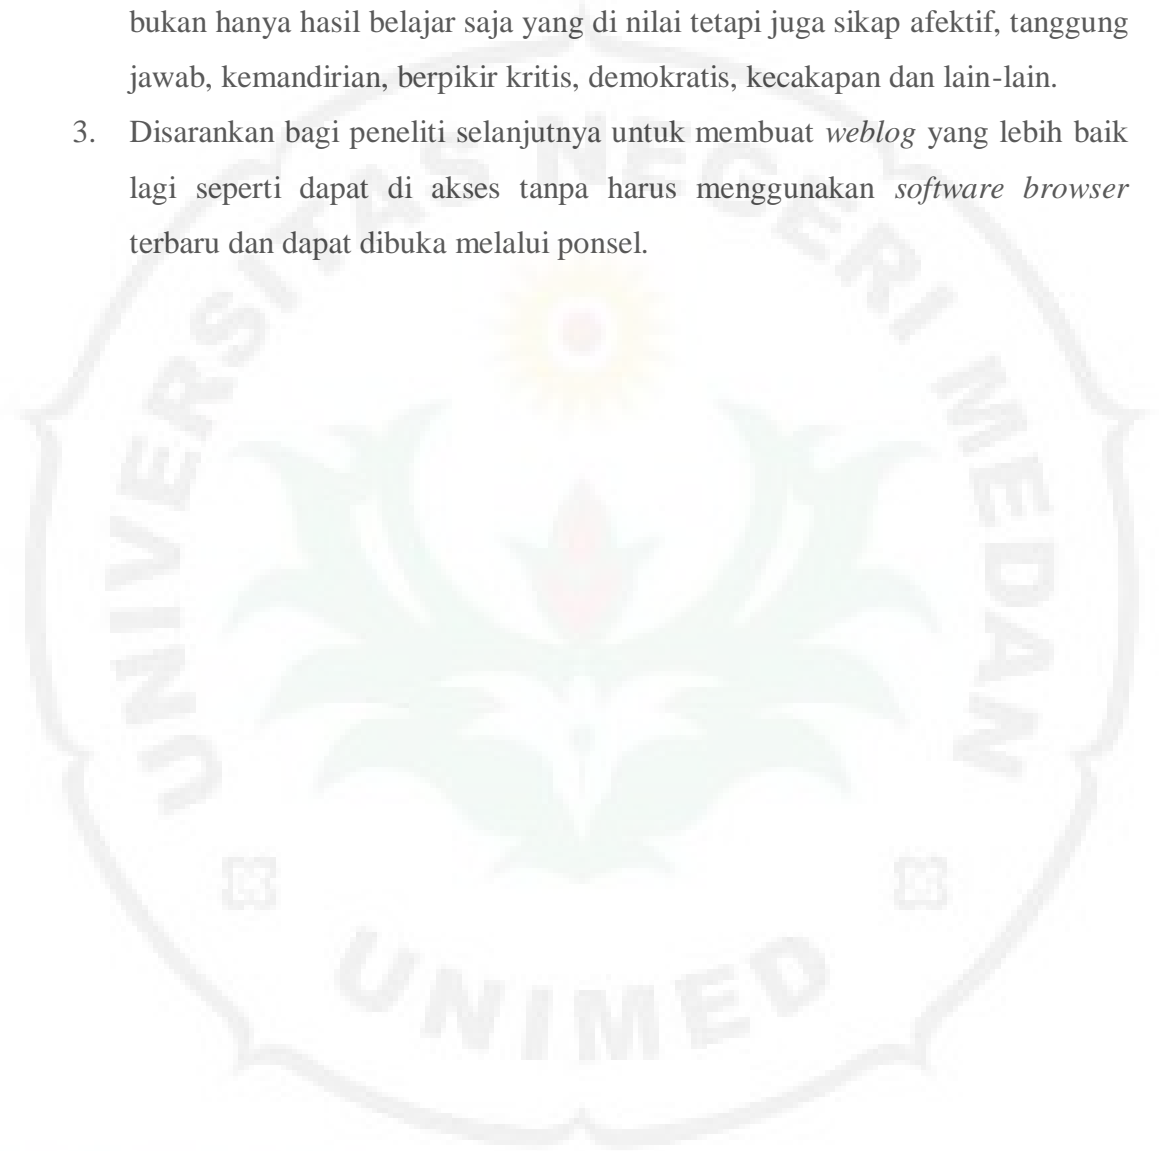 bukan hanya hasil belajar saja yang di nilai tetapi juga sikap afektif, tanggung
jawab, kemandirian, berpikir kritis, demokratis, kecakapan dan lain-lain.
3. Disarankan bagi peneliti selanjutnya untuk membuat weblog yang lebih baik
lagi seperti dapat di akses tanpa harus menggunakan software browser
terbaru dan dapat dibuka melalui ponsel.
UNIVERSITAS NEGERI MEDAN
UNIMED